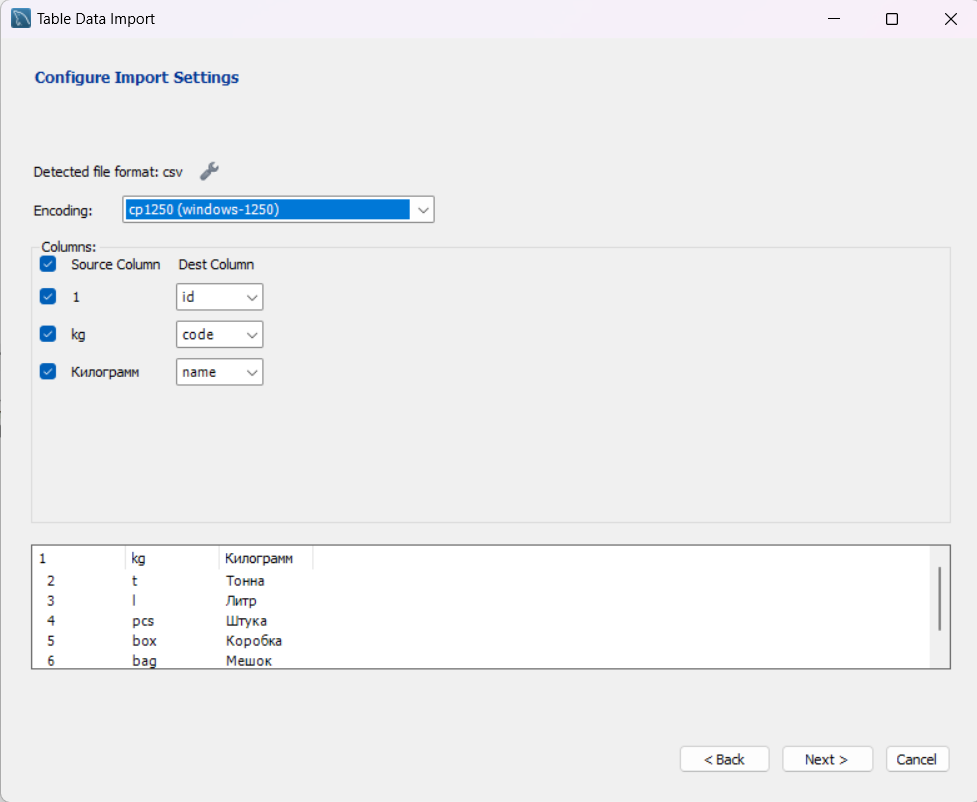 Table Data Import
Configure Import Settings
Detected file format: csv
Encoding: cp1250 (windows-1250)
Columns:
Source Column Dest Column
1 id
kg code
Килограмм name
1 kg Килограмм
2 t Тонна
3 l Литр
4 pcs Штука
5 box Коробка
6 bag Мешок
< Back Next > Cancel